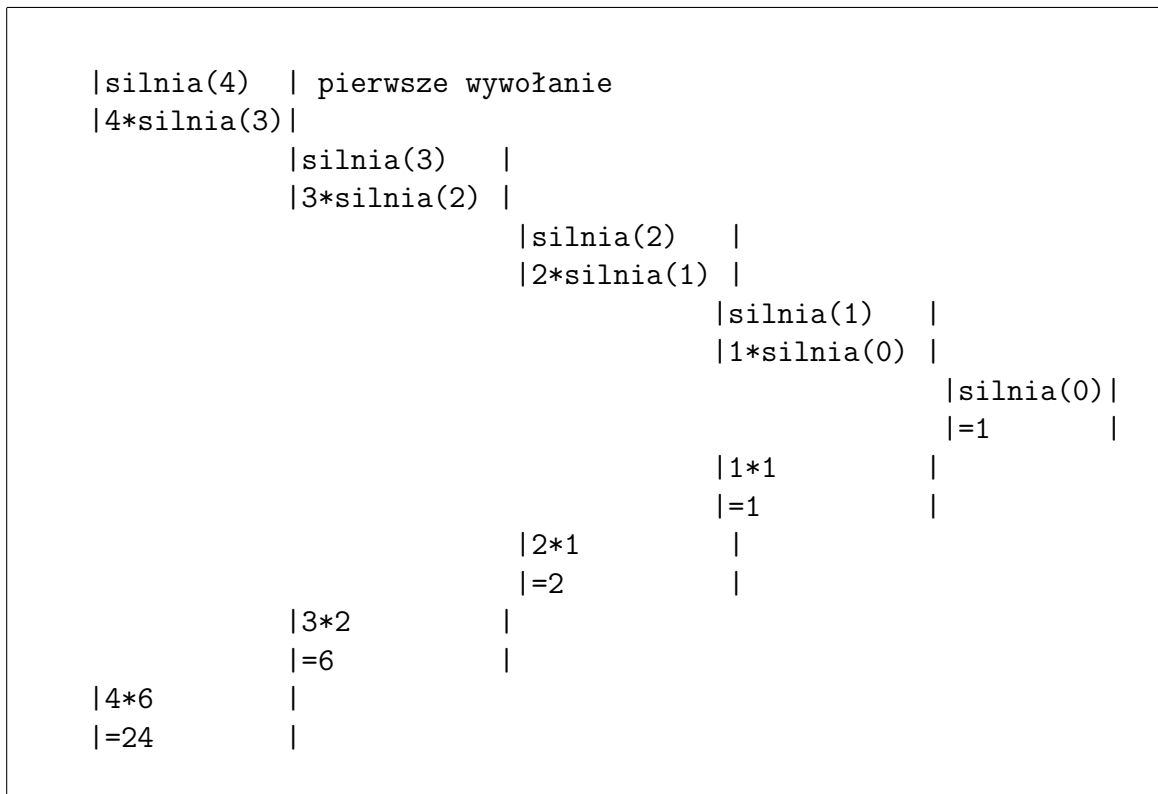 |silnia(4)  | pierwsze wywołanie
|4*silnia(3)|
|silnia(3)   |
|3*silnia(2) |
|silnia(2)   |
|2*silnia(1) |
|silnia(1)   |
|1*silnia(0) |
|silnia(0)|
|=1       |
|1*1         |
|=1          |
|2*1         |
|=2          |
|3*2         |
|=6          |
|4*6        |
|=24        |